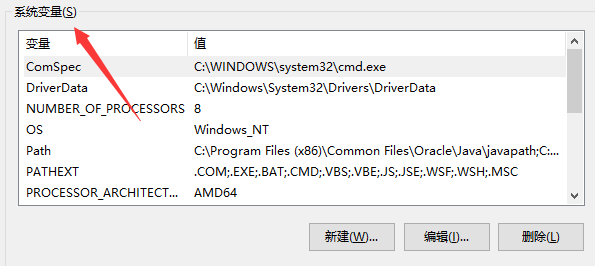 系统变量(S)
变量 值
ComSpec C:\WINDOWS\system32\cmd.exe
DriverData C:\Windows\System32\Drivers\DriverData
NUMBER_OF_PROCESSORS 8
OS Windows_NT
Path C:\Program Files (x86)\Common Files\Oracle\Java\javapath;C:...
PATHEXT .COM;.EXE;.BAT;.CMD;.VBS;.VBE;.JS;.JSE;.WSF;.WSH;.MSC
PROCESSOR_ARCHITECT... AMD64
新建(W)... 编辑(I)... 删除(L)